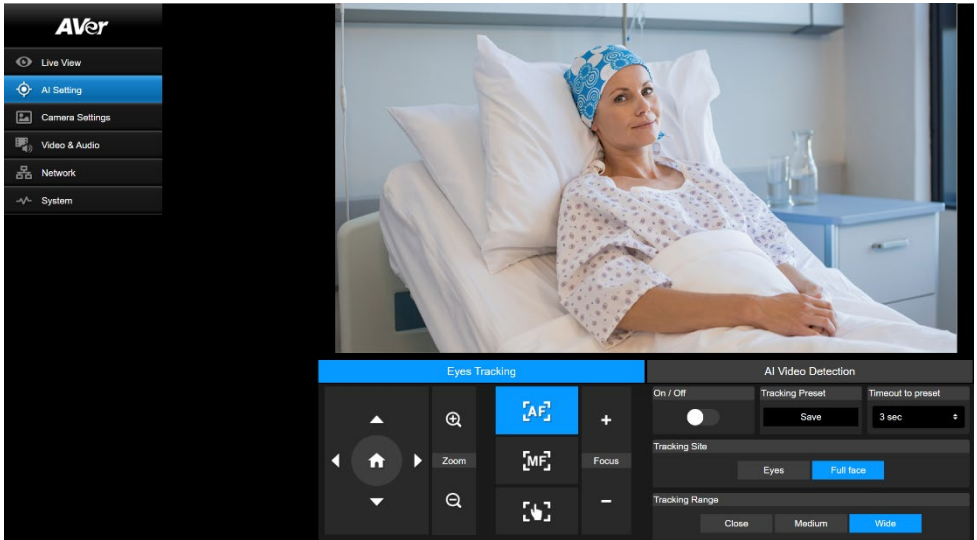 AVer
Live View
AI Setting
Camera Settings
Video & Audio
Network
System
Eyes Tracking
AI Video Detection
On / Off
Tracking Preset
Timeout to preset
AF
Save
3 sec
Zoom
MF
Focus
Tracking Site
Eyes
Full face
Tracking Range
Close
Medium
Wide